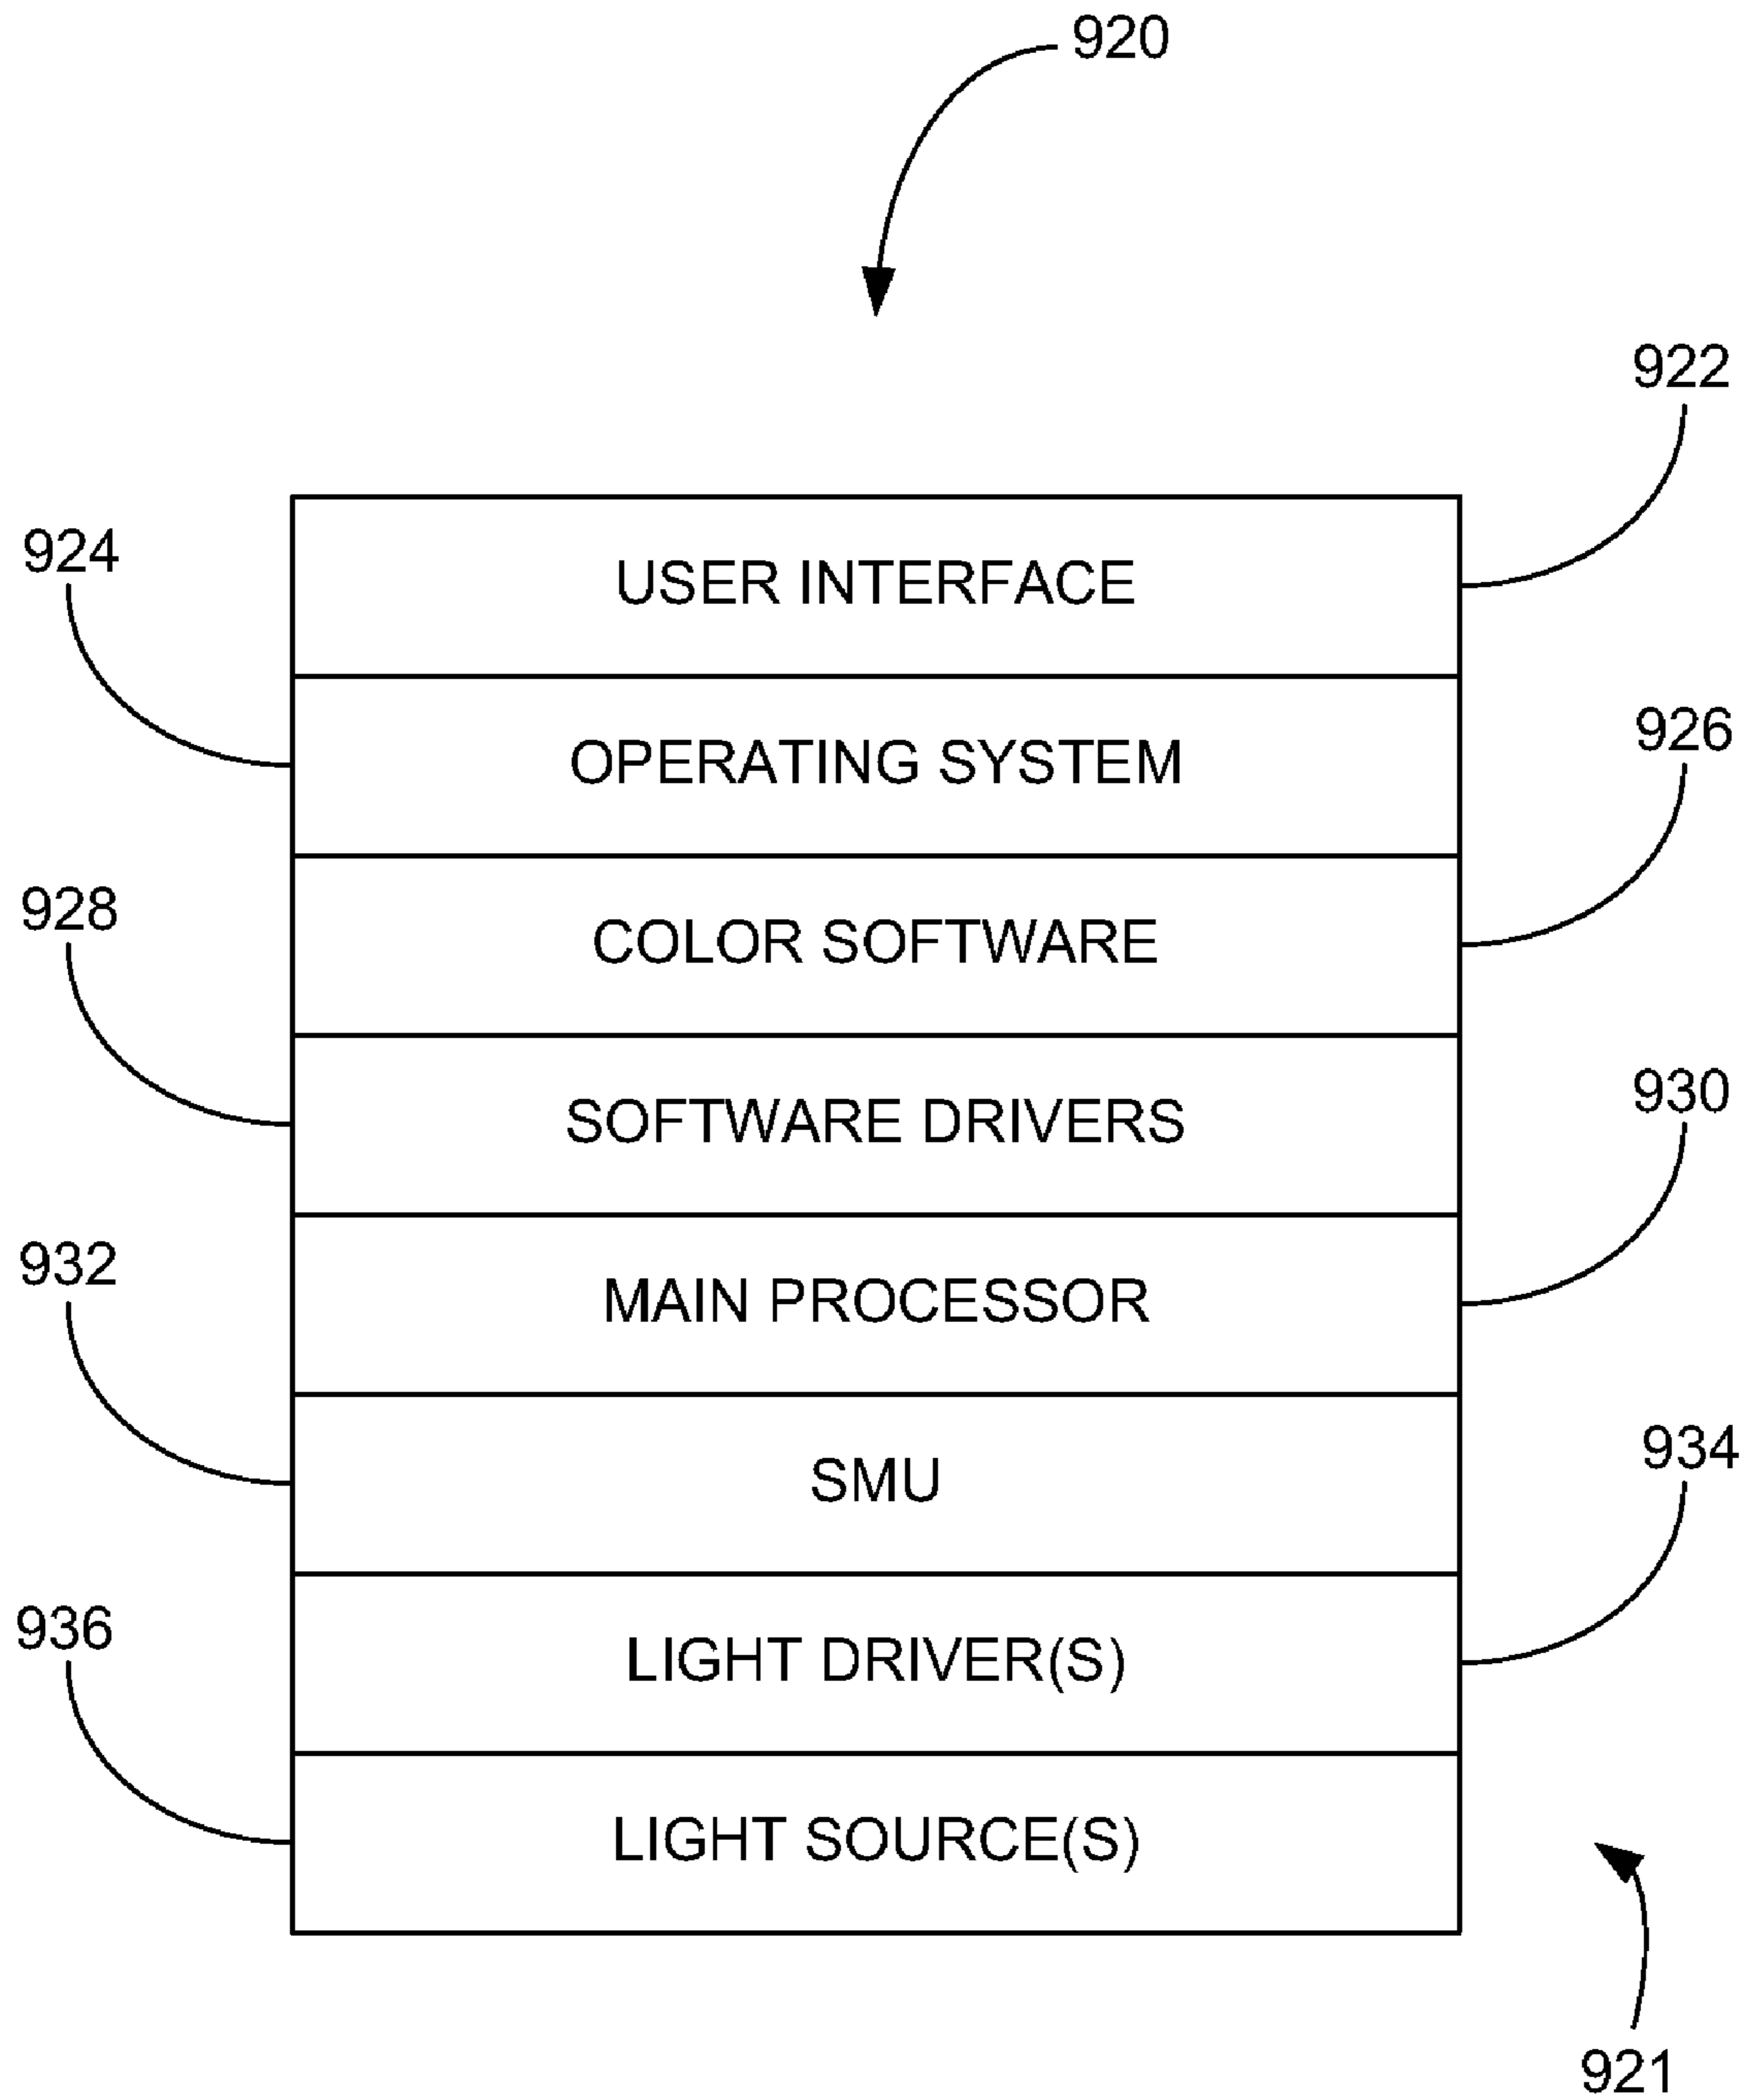 920
922
924
USER INTERFACE
OPERATING SYSTEM
926
928
COLOR SOFTWARE
SOFTWARE DRIVERS
930
932
MAIN PROCESSOR
SMU
934
936
LIGHT DRIVER(S)
LIGHT SOURCE(S)
921